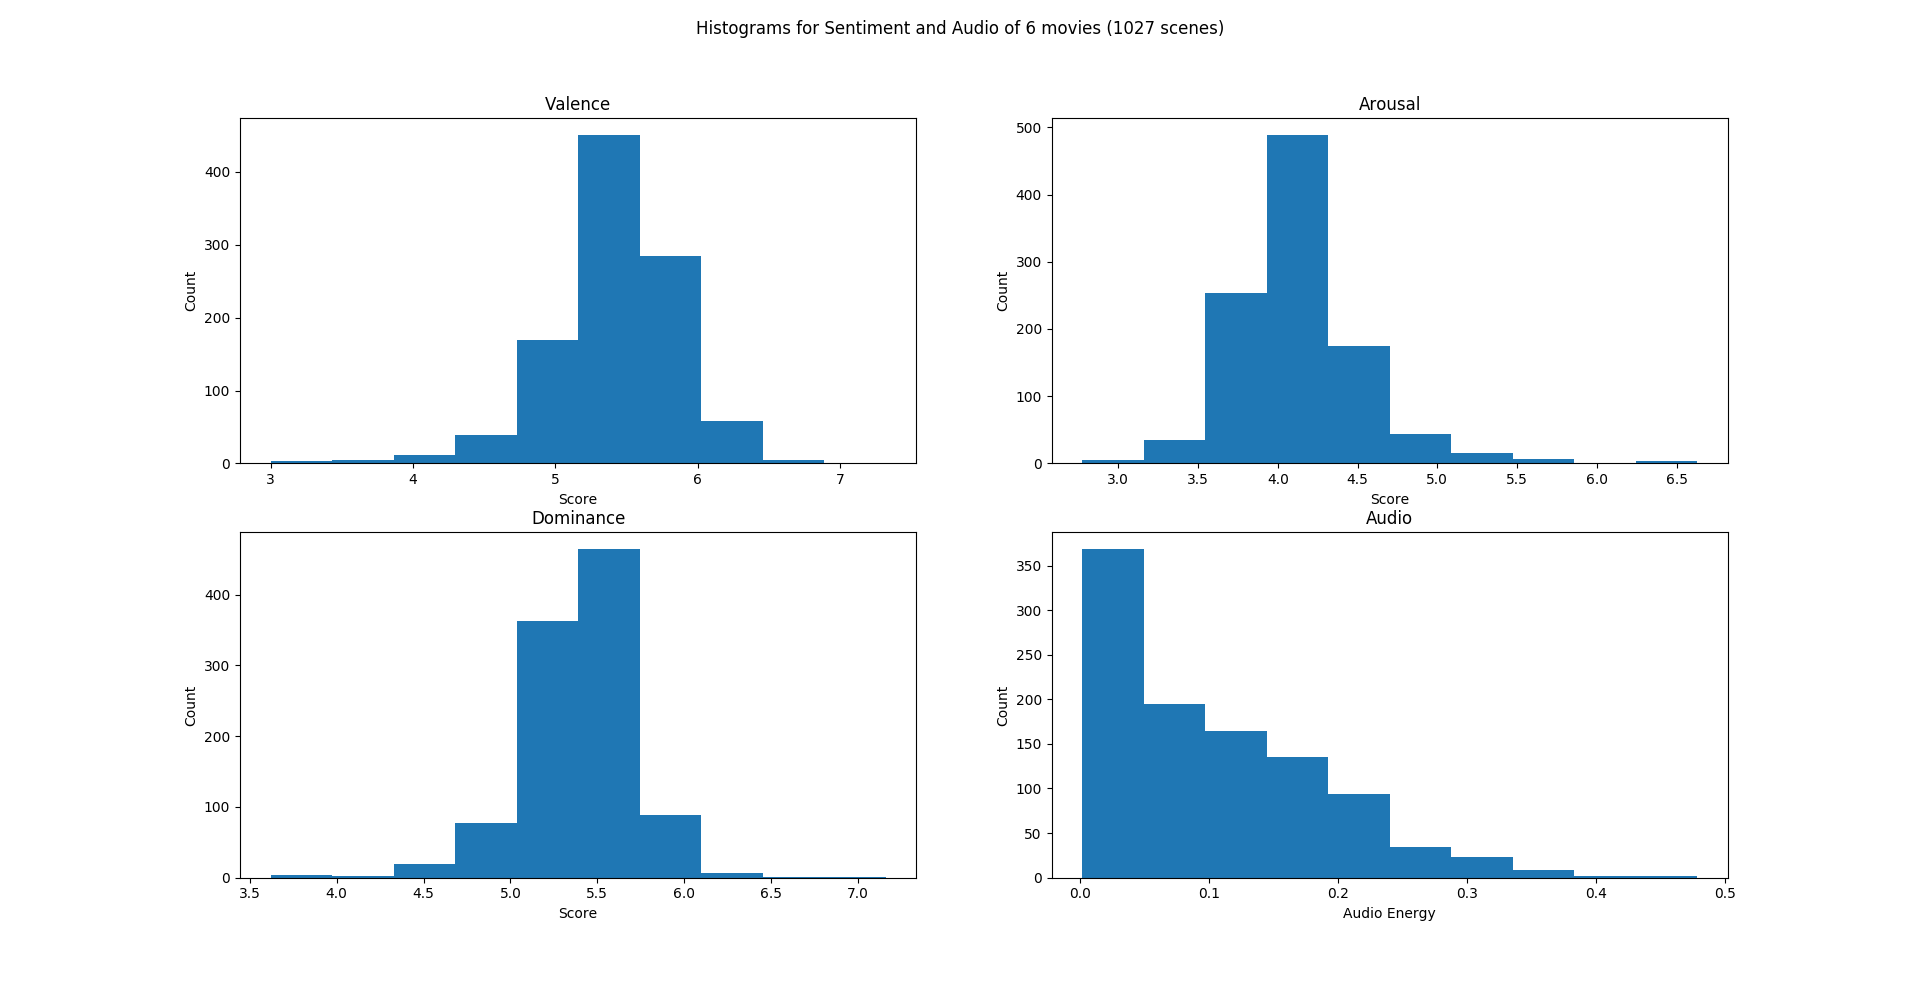 Histograms for Sentiment and Audio of 6 movies (1027 scenes)
Valence
Count
400
300
200
100
0
3 4 5 6 7
Score
Arousal
Count
500
400
300
200
100
0
3.0 3.5 4.0 4.5 5.0 5.5 6.0 6.5
Score
Dominance
Count
400
300
200
100
0
3.5 4.0 4.5 5.0 5.5 6.0 6.5 7.0
Score
Audio
Count
350
300
250
200
150
100
50
0
0.0 0.1 0.2 0.3 0.4 0.5
Audio Energy